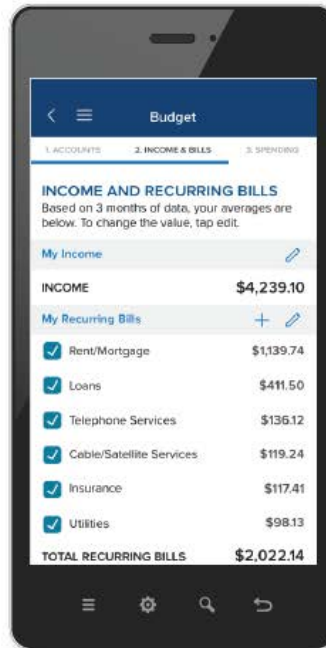 Budget
1. ACCOUNTS 2. INCOME & BILLS 3. SPENDING
INCOME AND RECURRING BILLS
Based on 3 months of data, your averages are
below. To change the value, tap edit.
My Income
INCOME $4,239.10
My Recurring Bills
Rent/Mortgage $1,139.74
Loans $411.50
Telephone Services $136.12
Cable/Satellite Services $119.24
Insurance $117.41
Utilities $98.13
TOTAL RECURRING BILLS $2,022.14